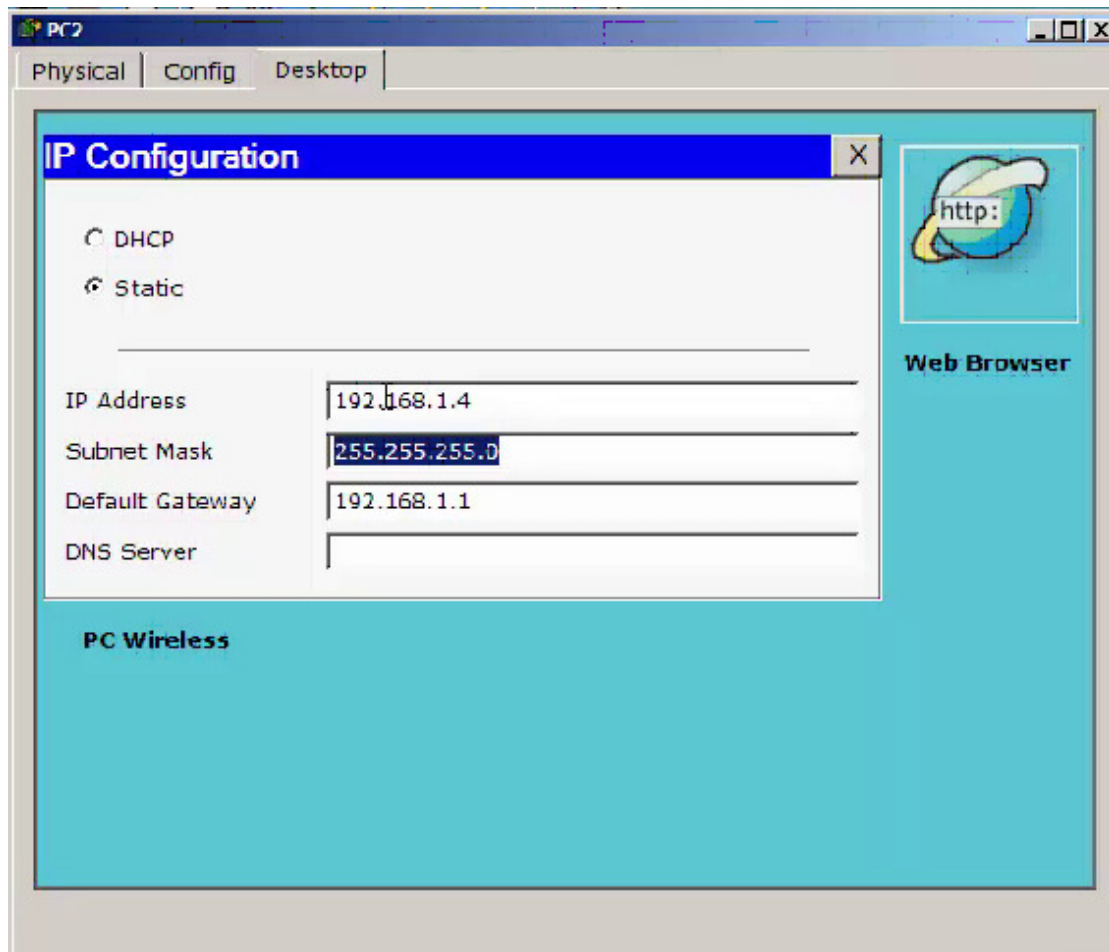 PC2
Physical Config Desktop
IP Configuration X
DHCP
Static
IP Address 192.168.1.4
Subnet Mask 255.255.255.0
Default Gateway 192.168.1.1
DNS Server
http:
Web Browser
PC Wireless